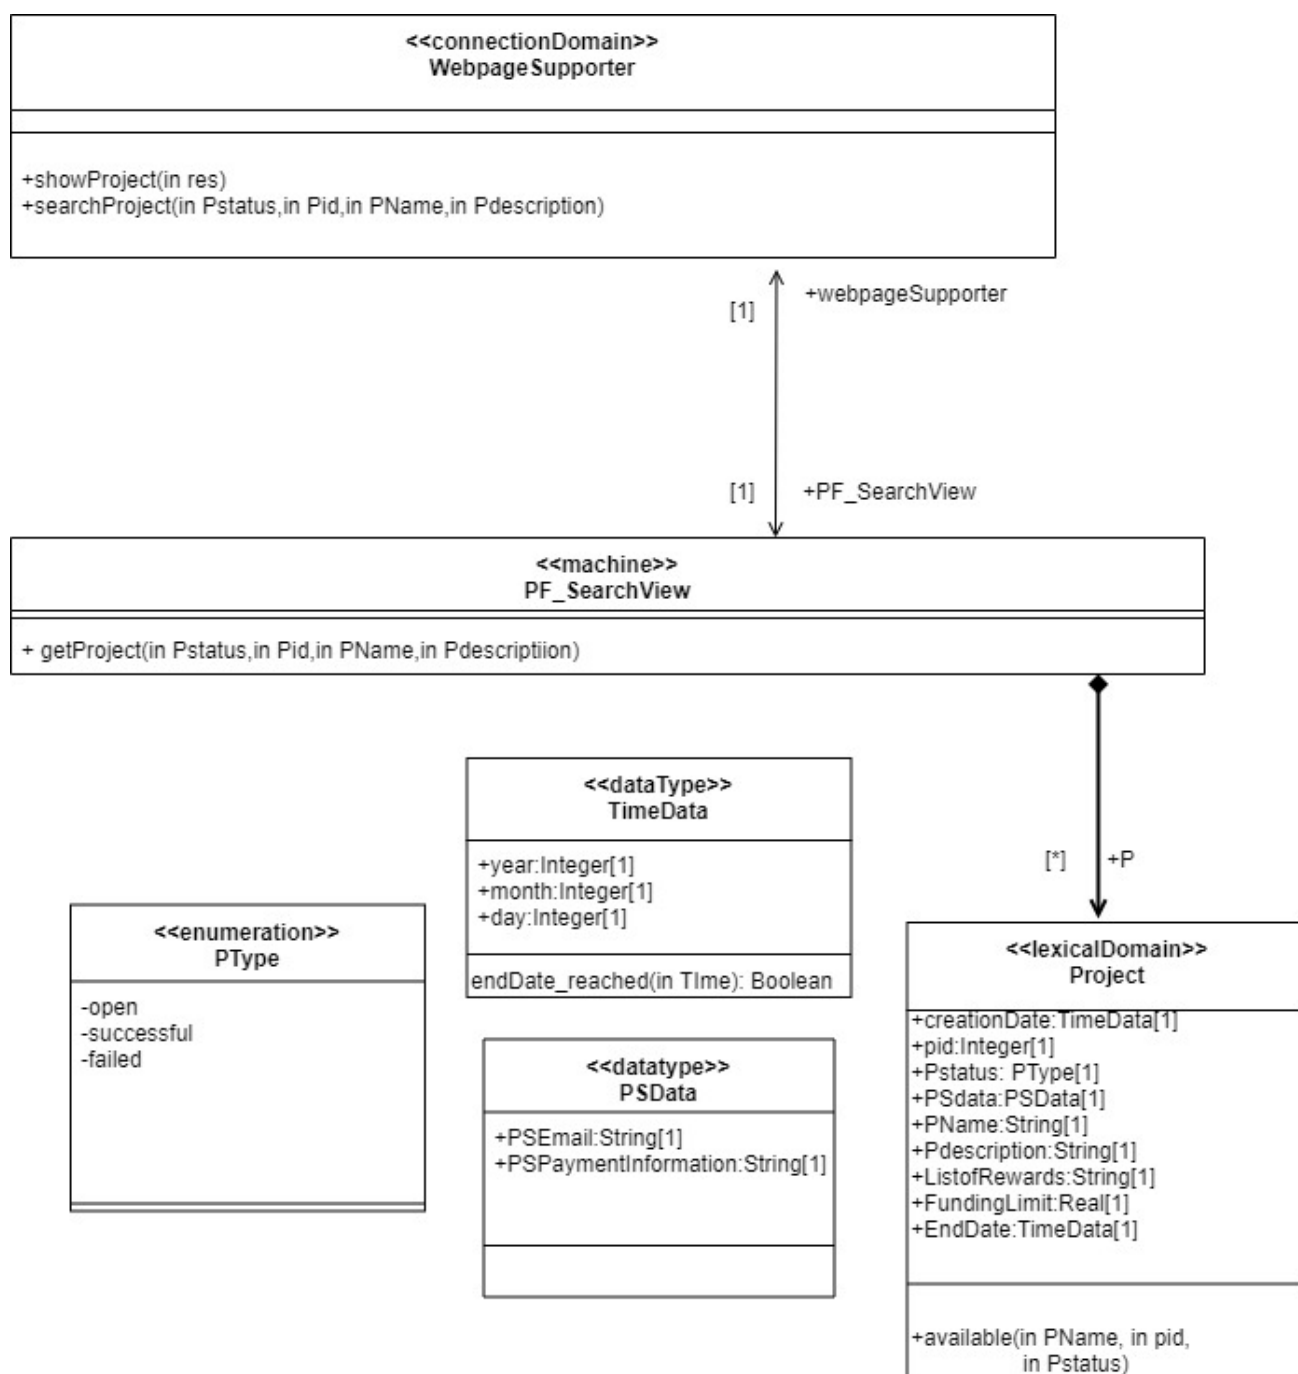 <<connectionDomain>>
WebpageSupporter
+showProject(in res)
+searchProject(in Pstatus,in Pid,in PName,in Pdescription)
[1]
+webpageSupporter
[1]
+PF_SearchView
<<machine>>
PF_SearchView
+ getProject(in Pstatus,in Pid,in PName,in Pdescriptiion)
[*]
+P
<<dataType>>
TimeData
+year:Integer[1]
+month:Integer[1]
+day:Integer[1]
endDate_reached(in TIme): Boolean
<<enumeration>>
PType
-open
-successful
-failed
<<datatype>>
PSData
+PSEmail:String[1]
+PSPaymentInformation:String[1]
<<lexicalDomain>>
Project
+creationDate:TimeData[1]
+pid:Integer[1]
+Pstatus: PType[1]
+PSdata:PSData[1]
+PName:String[1]
+Pdescription:String[1]
+ListofRewards:String[1]
+FundingLimit:Real[1]
+EndDate:TimeData[1]
+available(in PName, in pid,
in Pstatus)